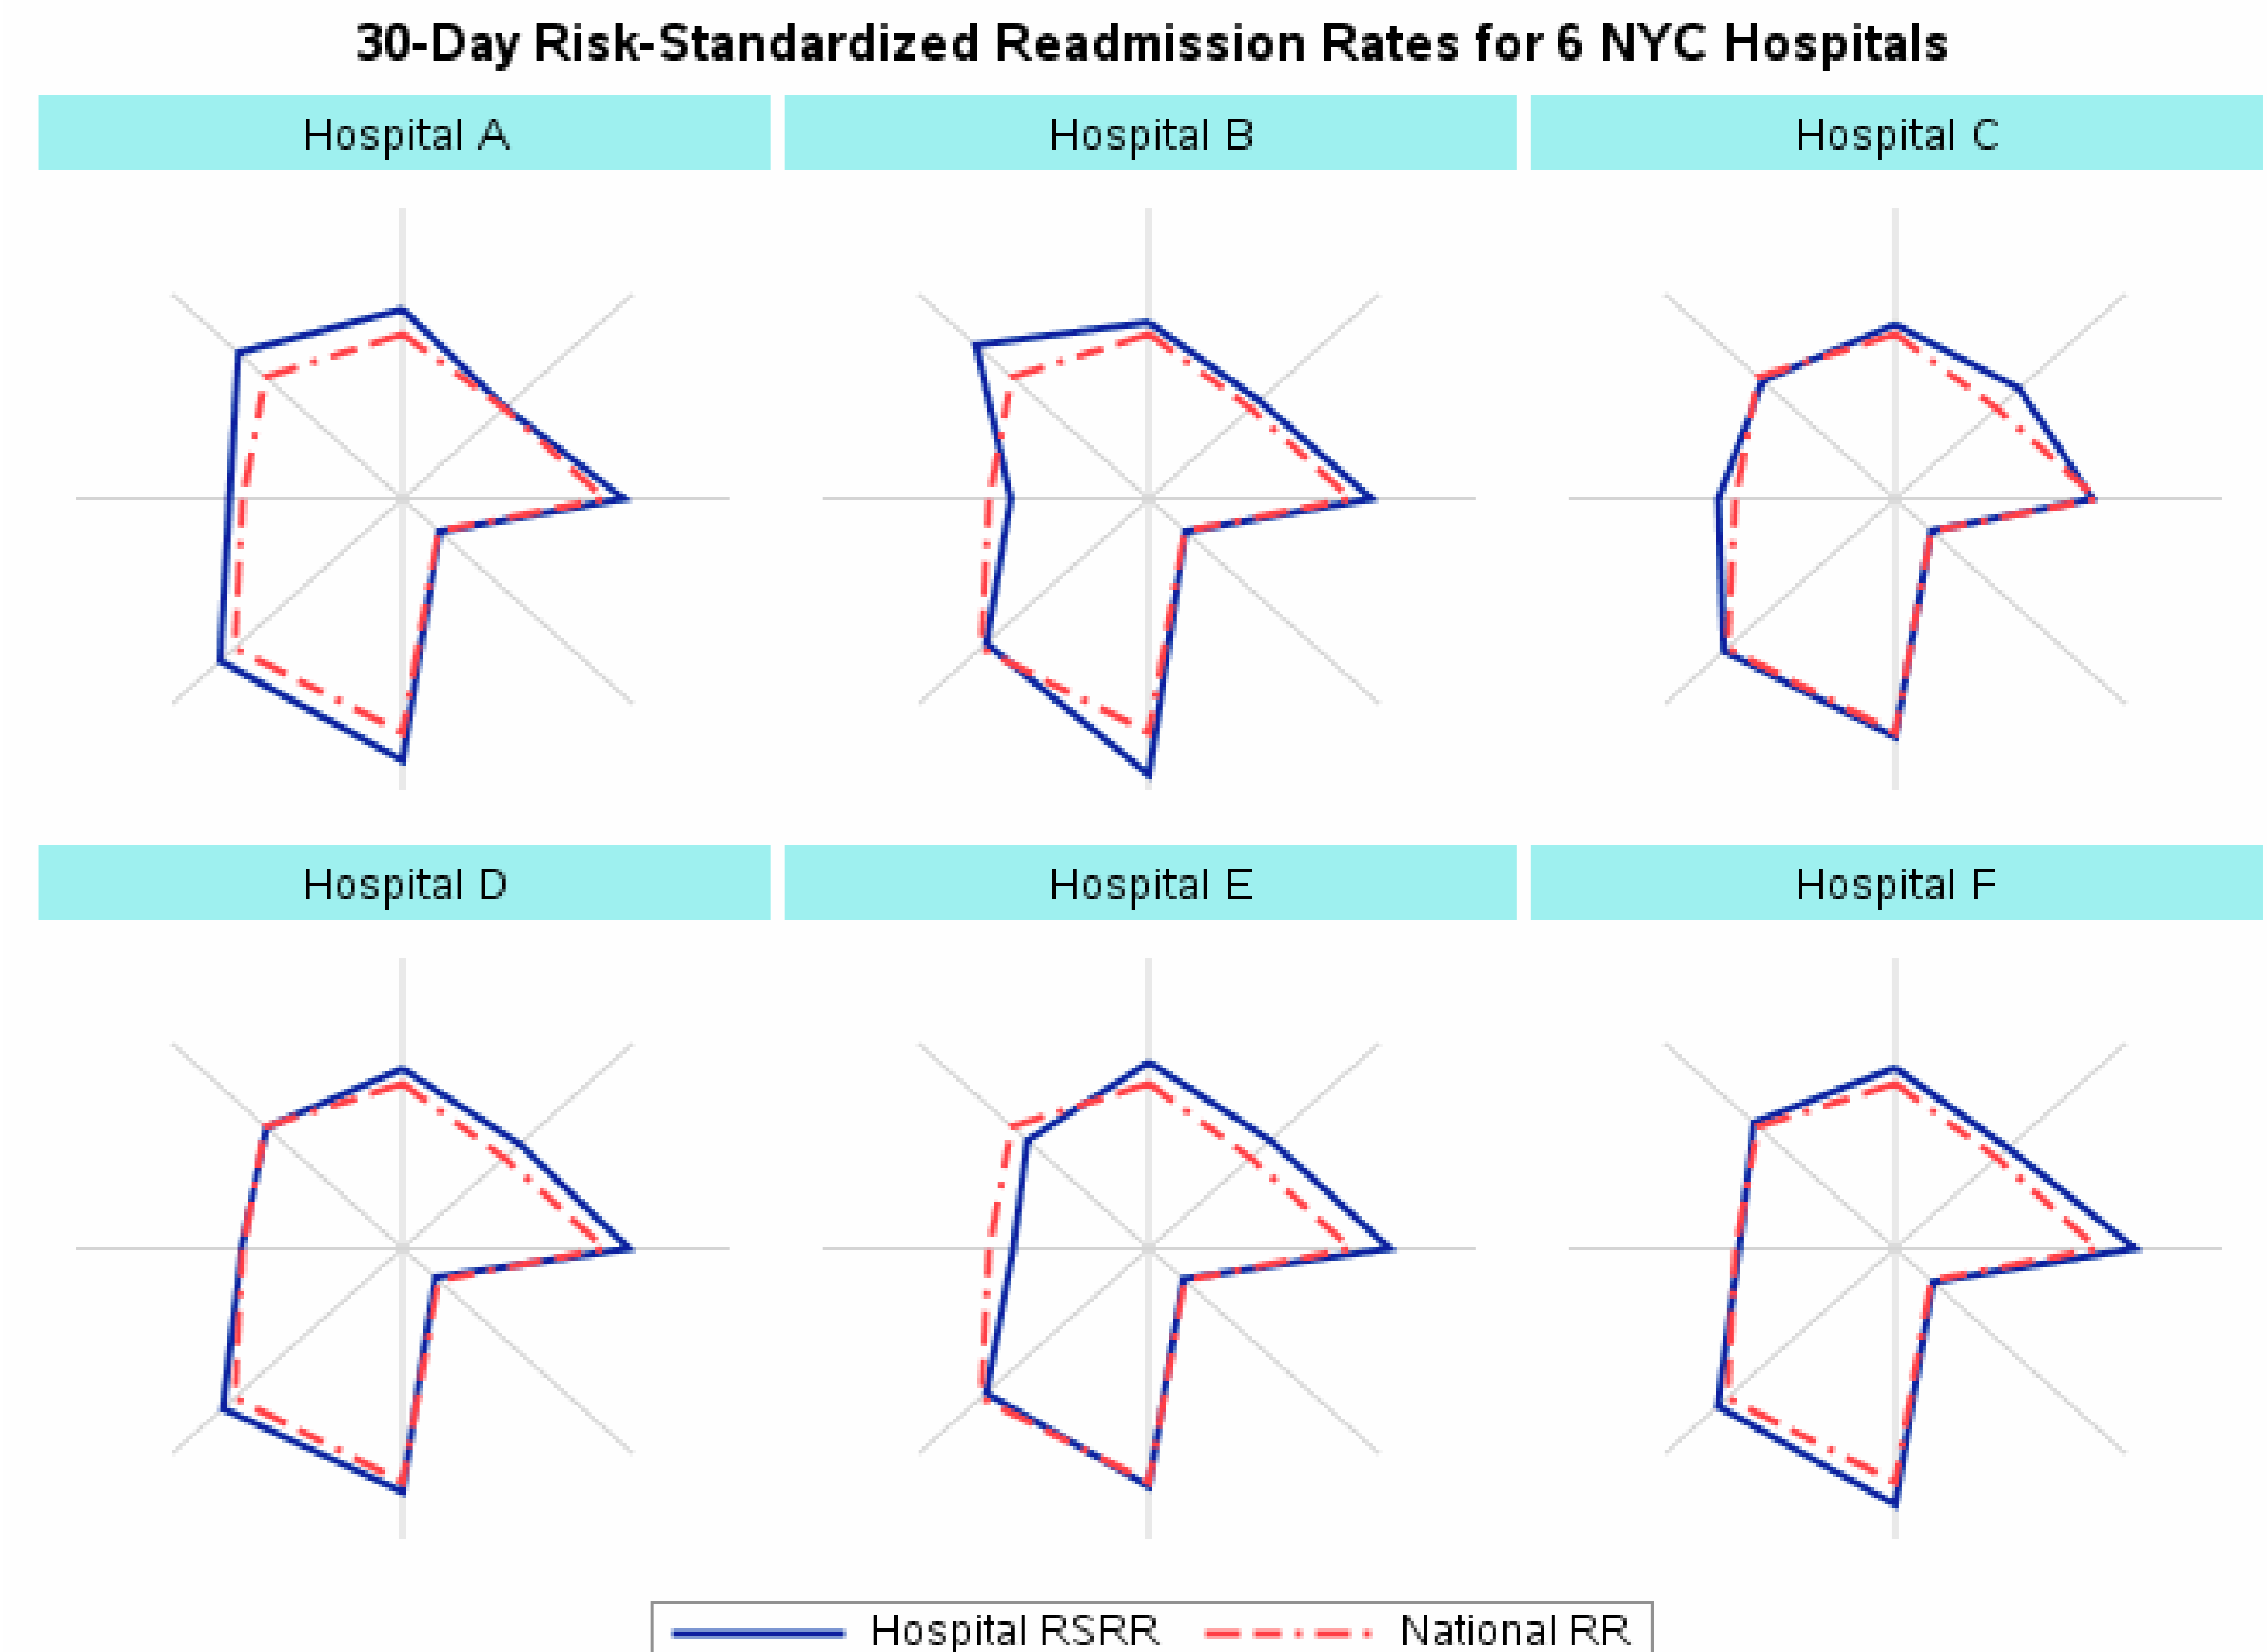 30-Day Risk-Standardized Readmission Rates for 6 NYC Hospitals
Hospital A
Hospital B
Hospital C
Hospital D
Hospital E
Hospital F
Hospital RSRR
National RR